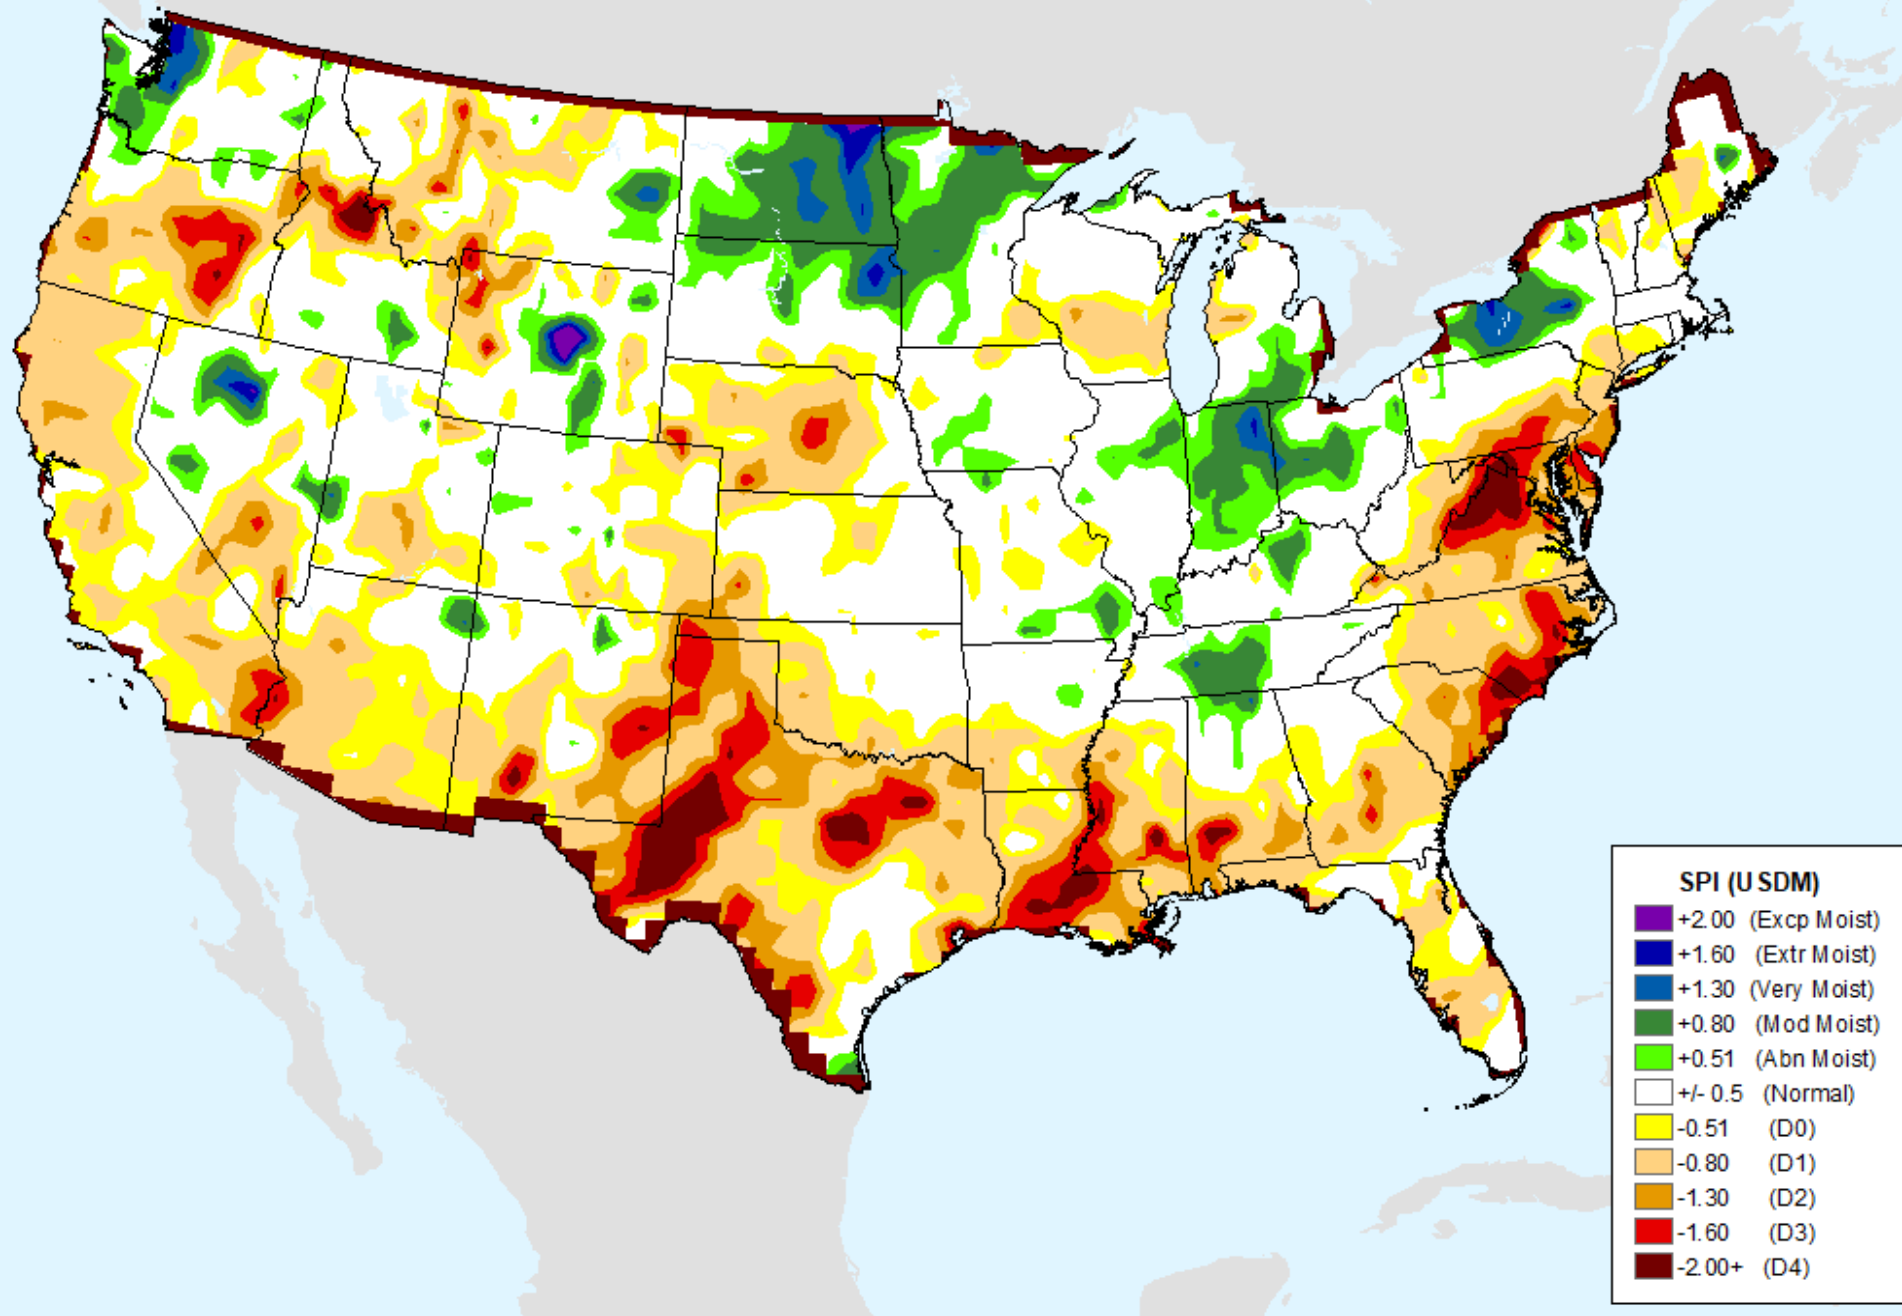 SPI (USDM)
+2.00 (Excp Moist)
+1.60 (Extr Moist)
+1.30 (Very Moist)
+0.80 (Mod Moist)
+0.51 (Abn Moist)
+/- 0.5 (Normal)
-0.51 (D0)
-0.80 (D1)
-1.30 (D2)
-1.60 (D3)
-2.00+ (D4)